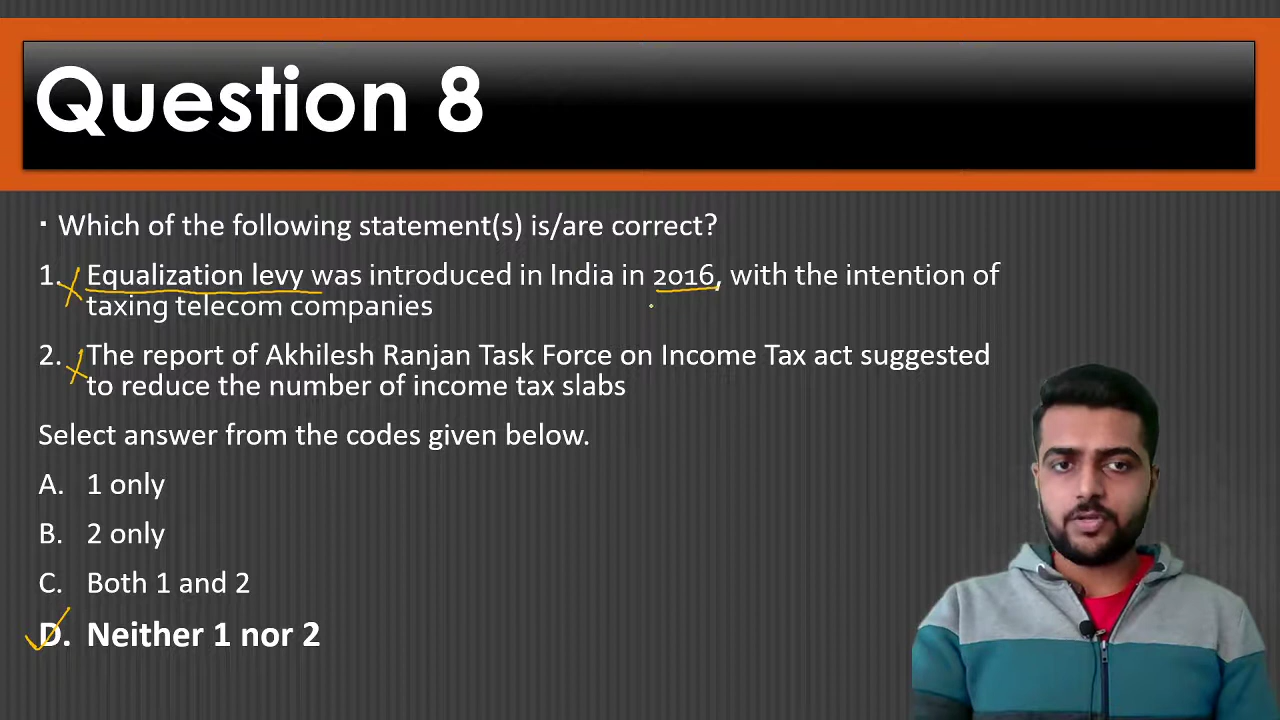 Question 8
· Which of the following statement(s) is/are correct?
1. Equalization levy was introduced in India in 2016, with the intention of
taxing telecom companies
2. The report of Akhilesh Ranjan Task Force on Income Tax act suggested
to reduce the number of income tax slabs
Select answer from the codes given below.
A. 1 only
B. 2 only
C. Both 1 and 2
D. Neither 1 nor 2